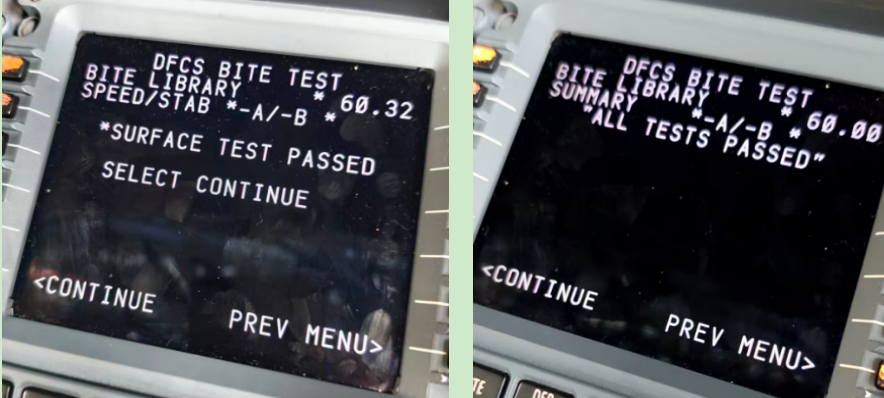 DFCS BITE TEST
BITE LIBRARY * 60.32
SPEED/STAB *-A/-B *
*SURFACE TEST PASSED
SELECT CONTINUE
<CONTINUE
PREV MENU>
DFCS BITE TEST
BITE LIBRARY * 60.00
SUMMARY *-A/-B *
"ALL TESTS PASSED"
<CONTINUE
PREV MENU>